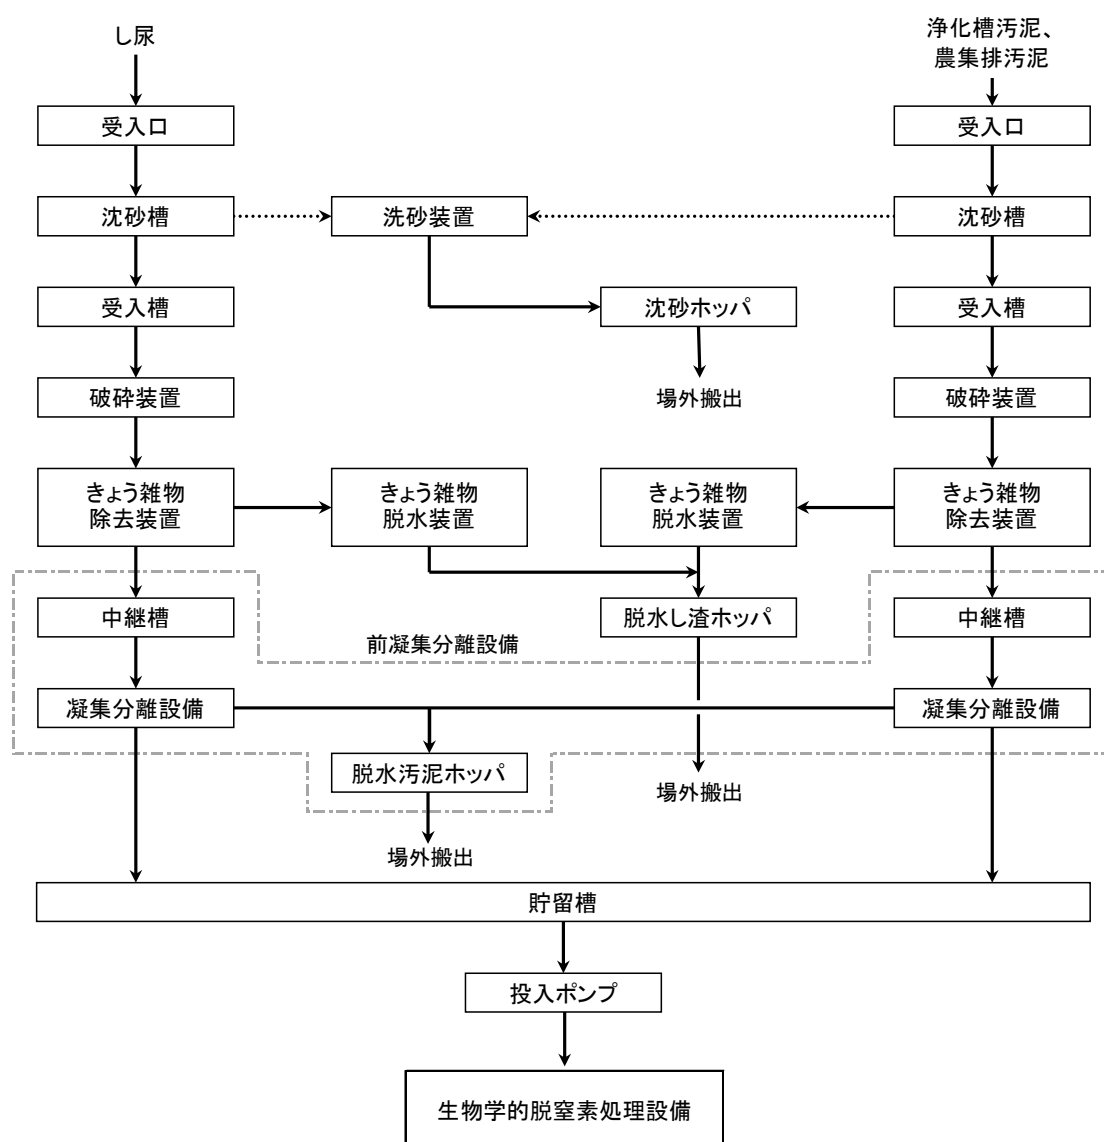 し尿
浄化槽汚泥、
農集排汚泥
受入口
受入口
沈砂槽
洗砂装置
沈砂槽
受入槽
沈砂ホッパ
受入槽
破砕装置
場外搬出
破砕装置
きょう雑物
除去装置
きょう雑物
脱水装置
きょう雑物
脱水装置
きょう雑物
除去装置
中継槽
前凝集分離設備
脱水し渣ホッパ
中継槽
凝集分離設備
凝集分離設備
脱水汚泥ホッパ
場外搬出
場外搬出
貯留槽
投入ポンプ
生物学的脱窒素処理設備